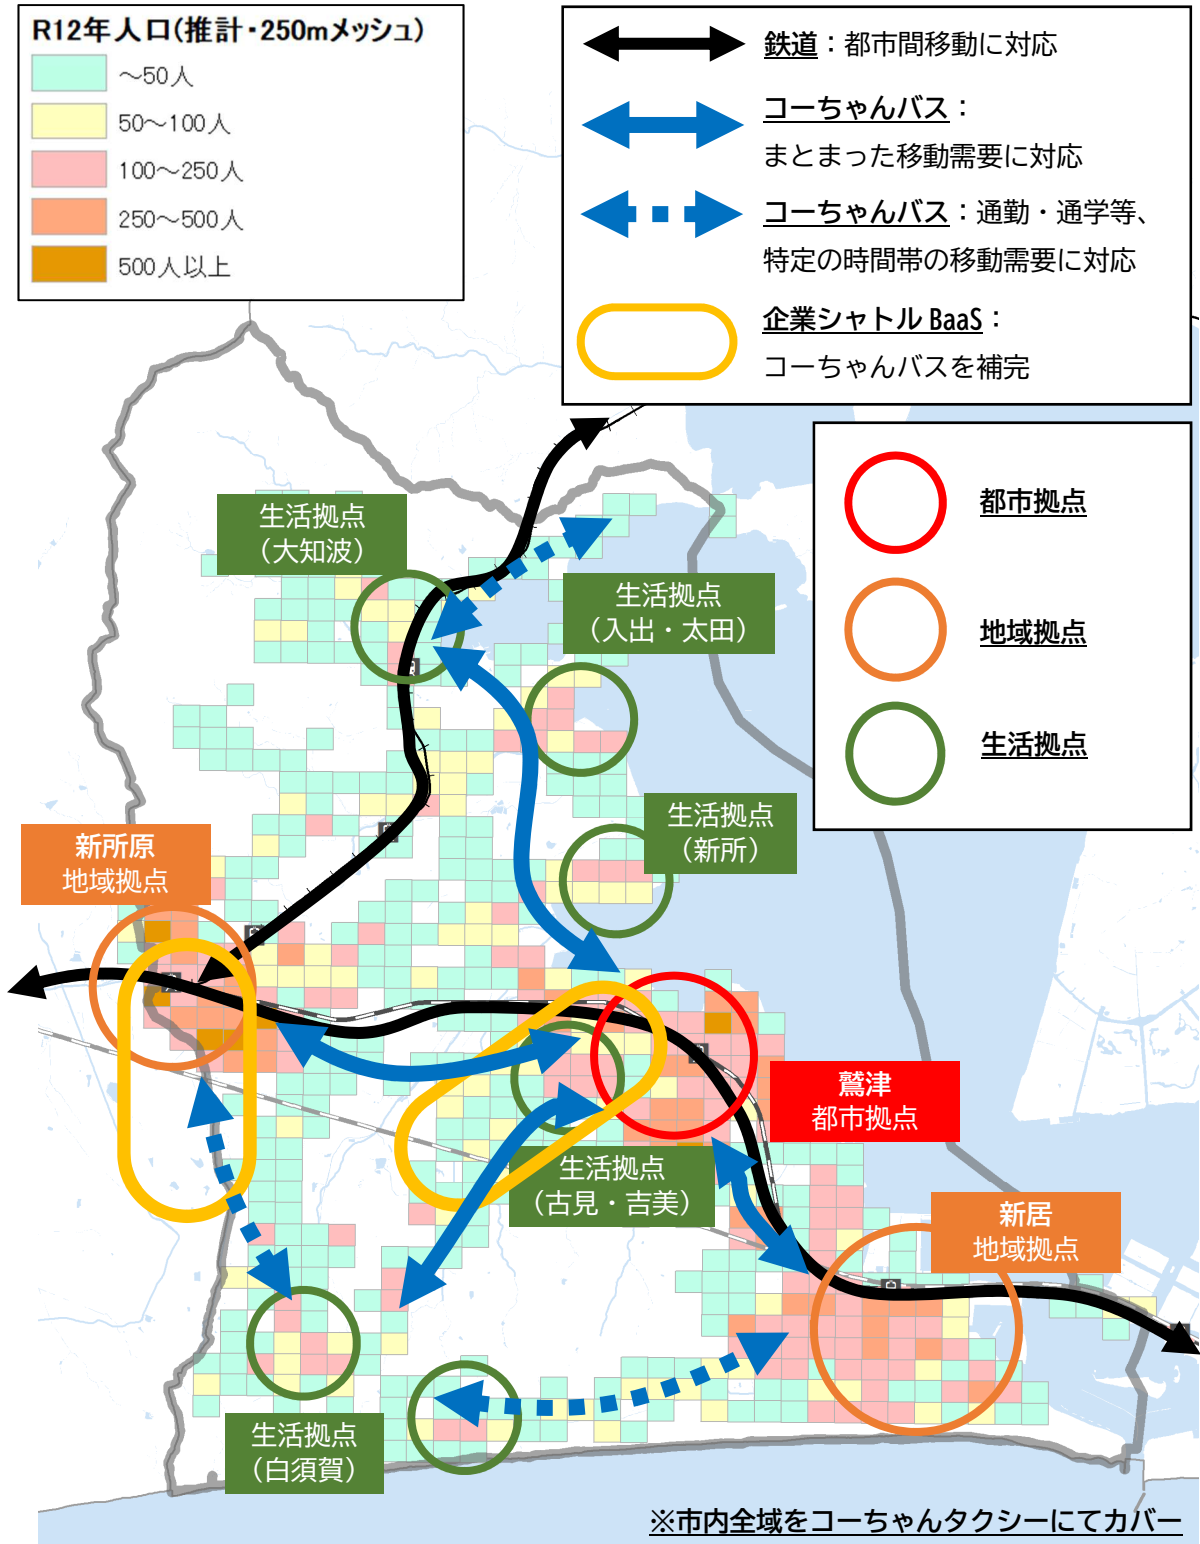 R12年人口(推計・250mメッシュ)
～50人
50～100人
100～250人
250～500人
500人以上
鉄道：都市間移動に対応
コーちゃんバス：
まとまった移動需要に対応
コーちゃんバス：通勤・通学等、
特定の時間帯の移動需要に対応
企業シャトル BaaS：
コーちゃんバスを補完
都市拠点
地域拠点
生活拠点
生活拠点
（大知波）
生活拠点
（入出・太田）
生活拠点
（新所）
新所原
地域拠点
鷲津
都市拠点
生活拠点
（古見・吉美）
新居
地域拠点
生活拠点
（白須賀）
※市内全域をコーちゃんタクシーにてカバー